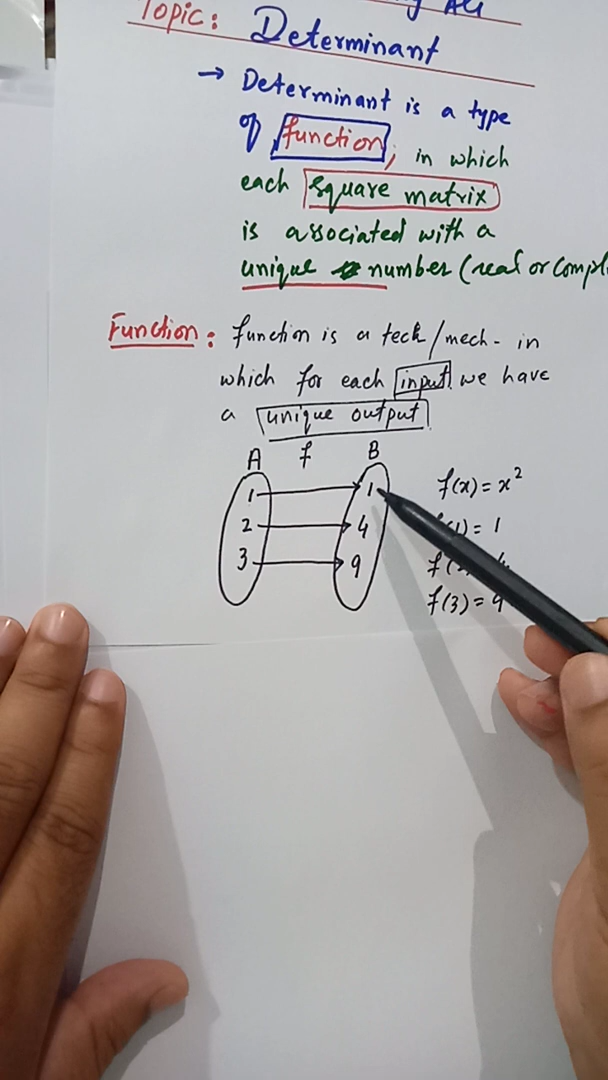 Topic: Determinant
→ Determinant is a type
of function, in which
each square matrix
is associated with a
unique number (real or compl
Function: function is a tech/mech- in
which for each input we have
a unique output
A f B
1 1 f(x) = x²
2 4 = 1
3 9
f(3) = 9